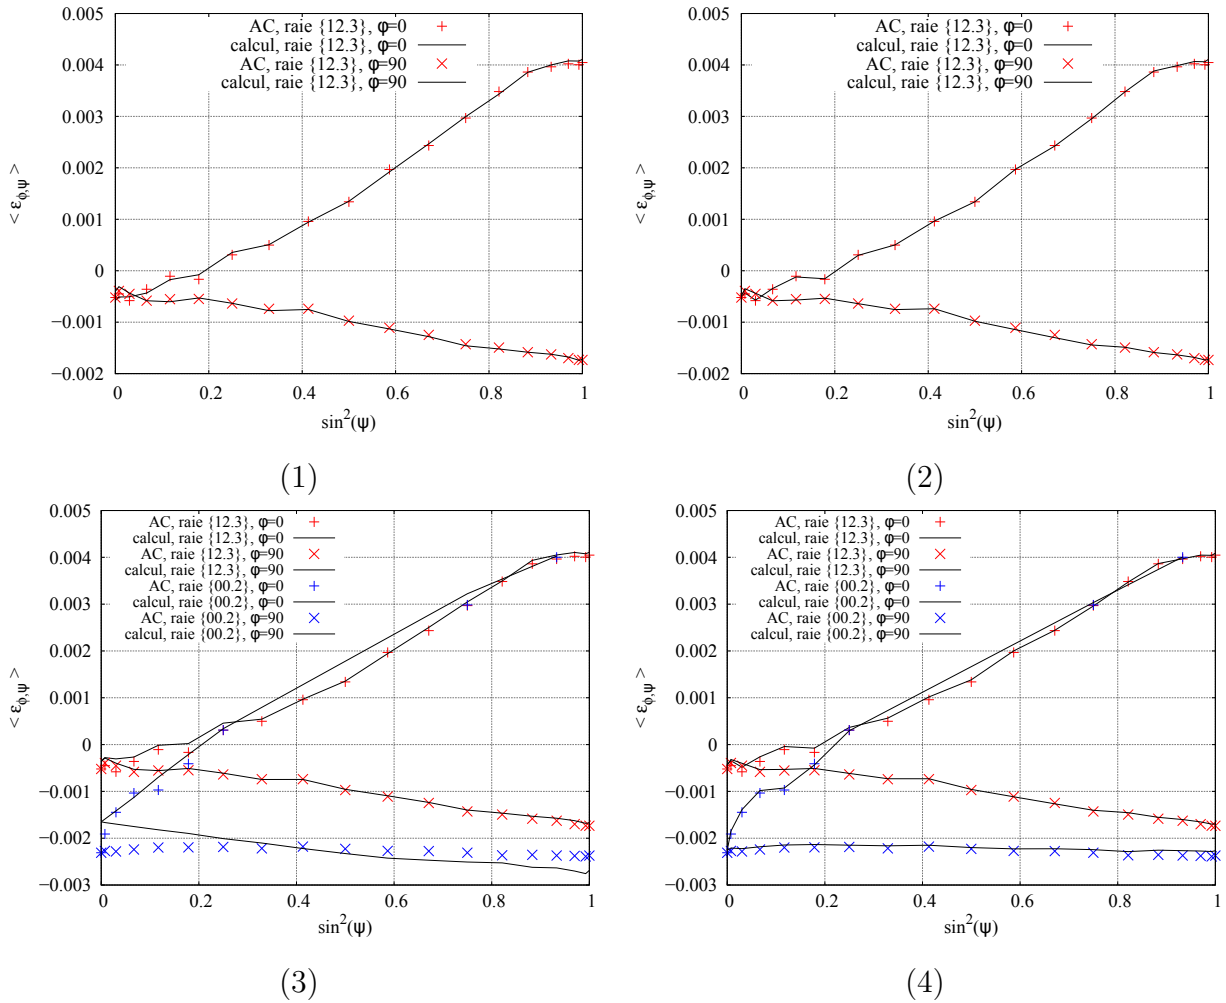 AC, raie {12.3}, φ=0
calcul, raie {12.3}, φ=0
AC, raie {12.3}, φ=90
calcul, raie {12.3}, φ=90
0.005
0.004
0.003
0.002
0.001
0
−0.001
−0.002
< εϕ,ψ >
0 0.2 0.4 0.6 0.8 1
sin²(ψ)
(1)
AC, raie {12.3}, φ=0
calcul, raie {12.3}, φ=0
AC, raie {12.3}, φ=90
calcul, raie {12.3}, φ=90
0.005
0.004
0.003
0.002
0.001
0
−0.001
−0.002
< εϕ,ψ >
0 0.2 0.4 0.6 0.8 1
sin²(ψ)
(2)
AC, raie {12.3}, φ=0
calcul, raie {12.3}, φ=0
AC, raie {12.3}, φ=90
calcul, raie {12.3}, φ=90
AC, raie {00.2}, φ=0
calcul, raie {00.2}, φ=0
AC, raie {00.2}, φ=90
calcul, raie {00.2}, φ=90
0.005
0.004
0.003
0.002
0.001
0
−0.001
−0.002
−0.003
< εϕ,ψ >
0 0.2 0.4 0.6 0.8 1
sin²(ψ)
(3)
AC, raie {12.3}, φ=0
calcul, raie {12.3}, φ=0
AC, raie {12.3}, φ=90
calcul, raie {12.3}, φ=90
AC, raie {00.2}, φ=0
calcul, raie {00.2}, φ=0
AC, raie {00.2}, φ=90
calcul, raie {00.2}, φ=90
0.005
0.004
0.003
0.002
0.001
0
−0.001
−0.002
−0.003
< εϕ,ψ >
0 0.2 0.4 0.6 0.8 1
sin²(ψ)
(4)